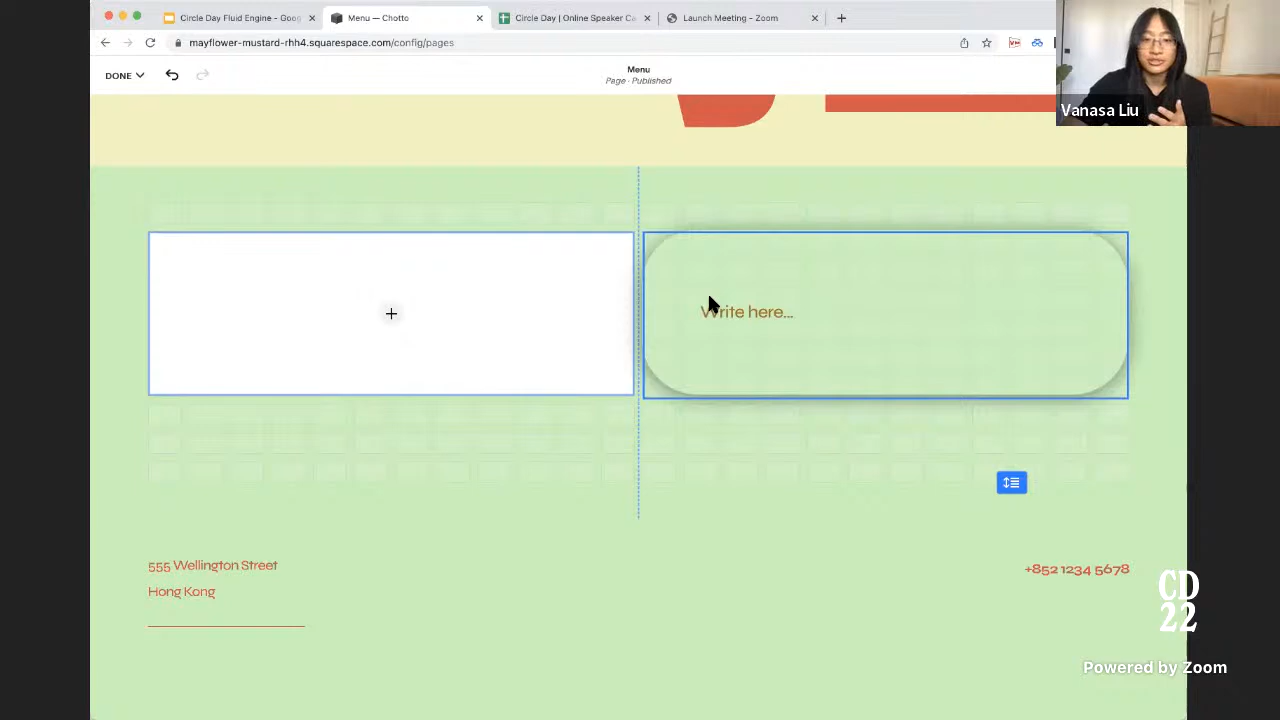 Circle Day Fluid Engine - Goog
Menu — Chotto
Circle Day | Online Speaker Ca
Launch Meeting - Zoom
mayflower-mustard-rhh4.squarespace.com/config/pages
DONE
Menu
Page · Published
Vanasa Liu
Write here...
555 Wellington Street
Hong Kong
+852 1234 5678
CD
22
Powered by Zoom